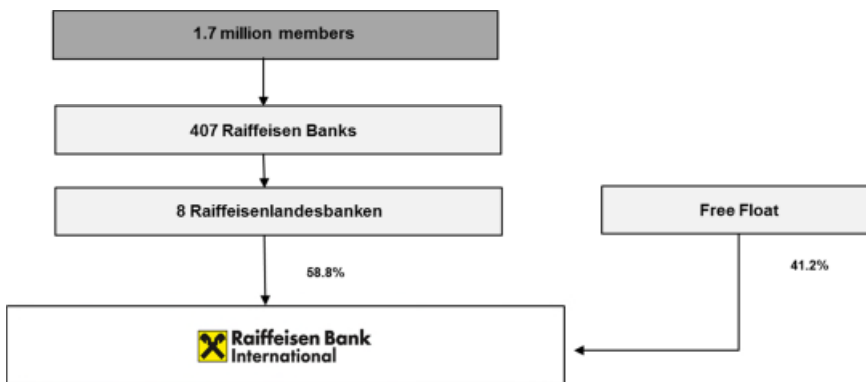 1.7 million members
407 Raiffeisen Banks
8 Raiffeisenlandesbanken
Free Float
58.8%
41.2%
Raiffeisen Bank
International